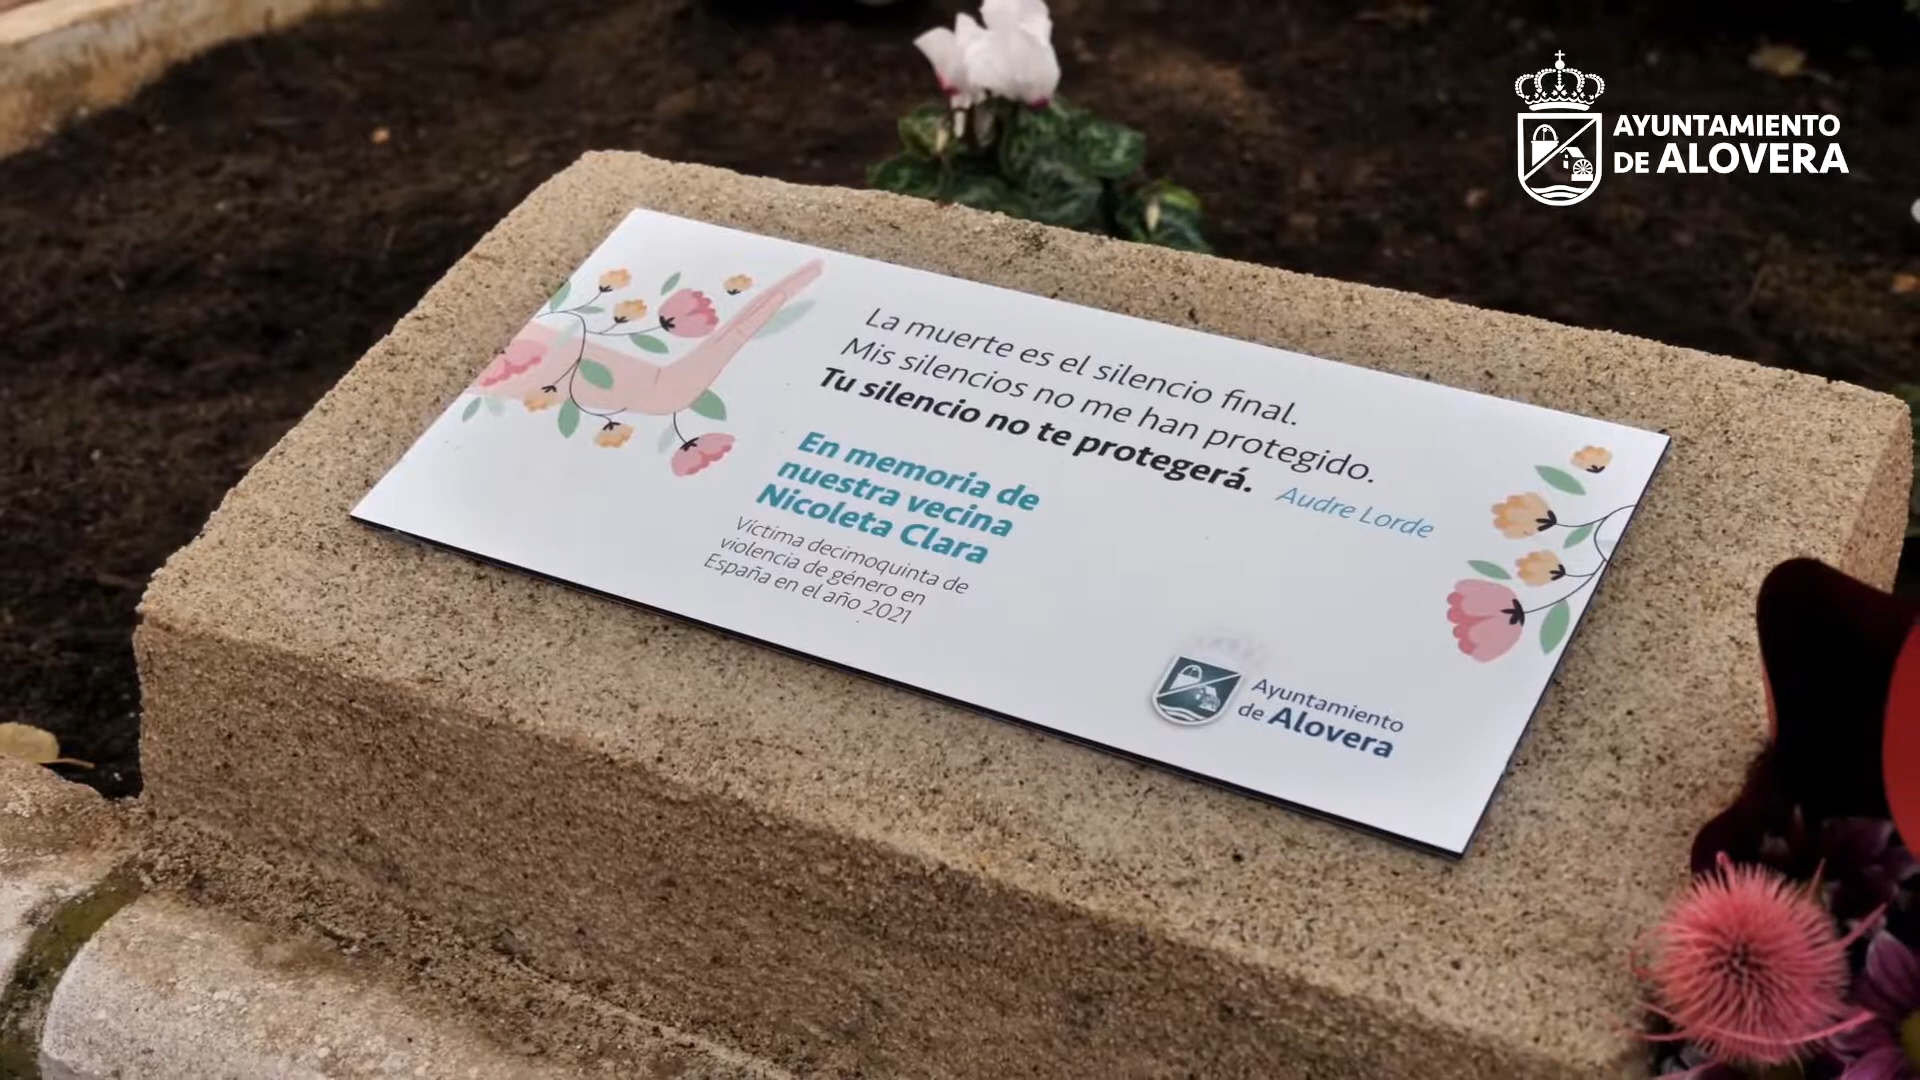 AYUNTAMIENTO
DE ALOVERA
La muerte es el silencio final.
Mis silencios no me han protegido.
Tu silencio no te protegerá.
Audre Lorde
En memoria de
nuestra vecina
Nicoleta Clara
Víctima decimoquinta de
violencia de género en
España en el año 2021
Ayuntamiento
de Alovera